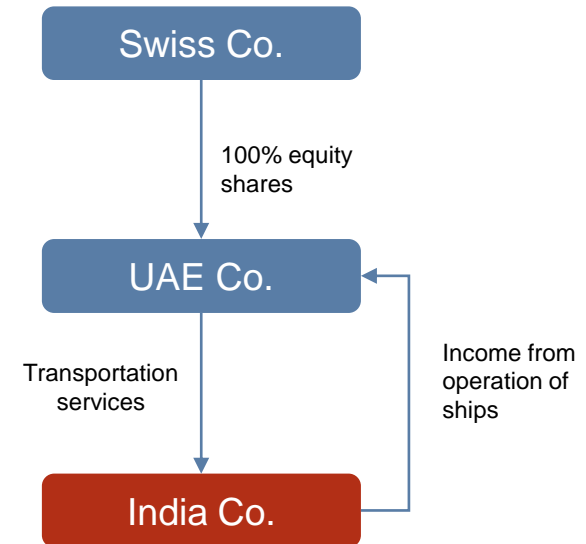 Swiss Co.
100% equity
shares
UAE Co.
Transportation
services
Income from
operation of
ships
India Co.